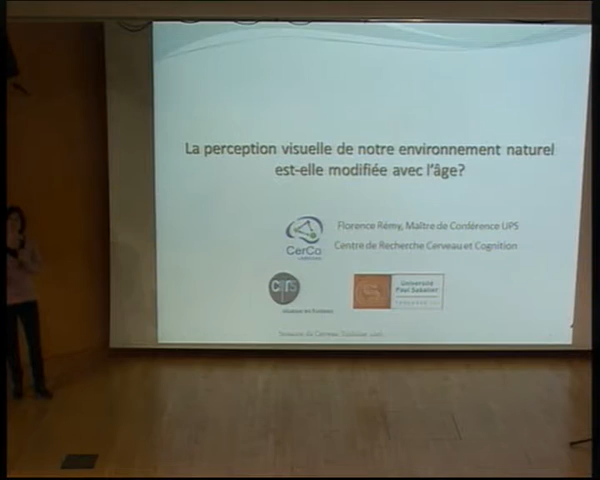 La perception visuelle de notre environnement naturel
est-elle modifiée avec l'âge?
Florence Rémy, Maître de Conférence UPS
CerCo
Centre de Recherche Cerveau et Cognition
cnrs
Université
Paul Sabatier